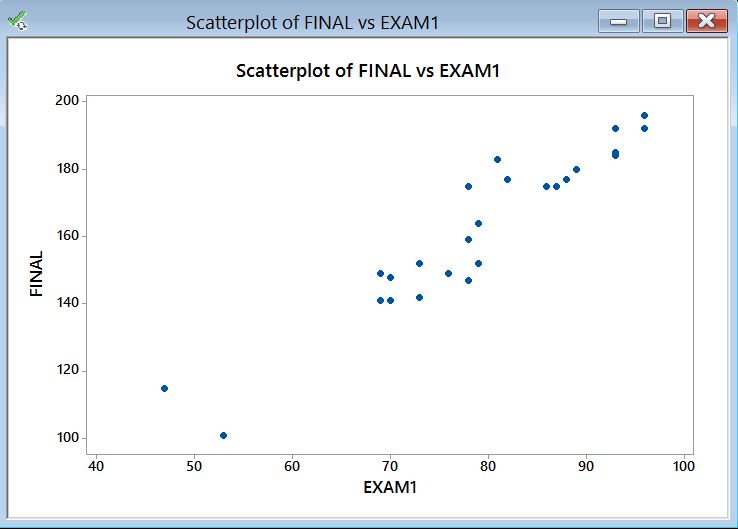 Scatterplot of FINAL vs EXAM1
Scatterplot of FINAL vs EXAM1
200
180
160
140
120
100
FINAL
40 50 60 70 80 90 100
EXAM1